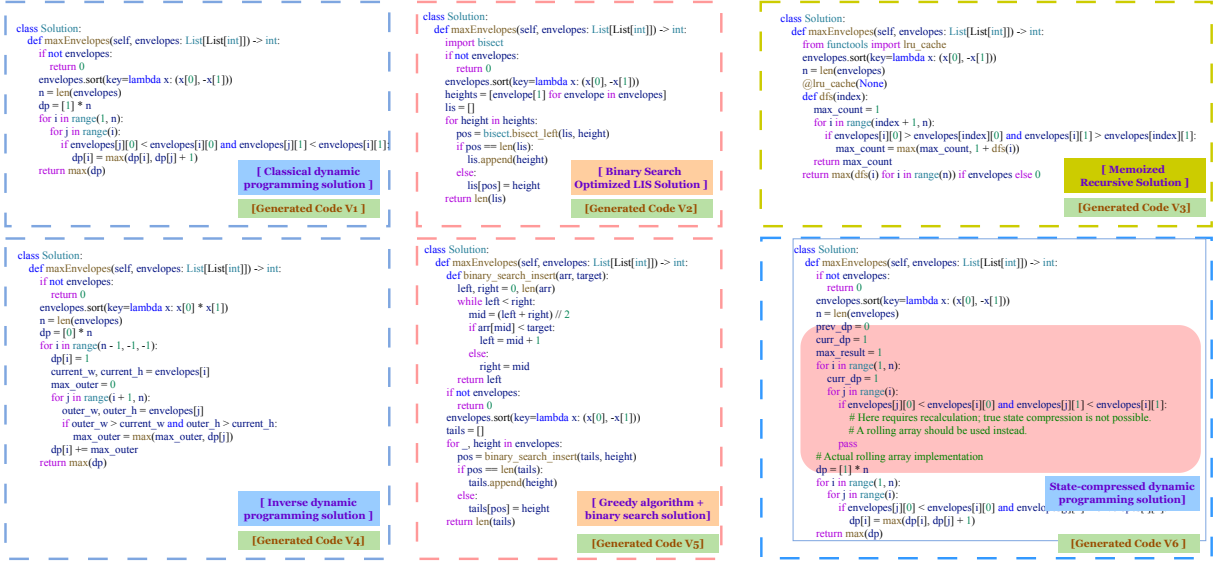 class Solution:
def maxEnvelopes(self, envelopes: List[List[int]]) -> int:
if not envelopes:
return 0
envelopes.sort(key=lambda x: (x[0], -x[1]))
n = len(envelopes)
dp = [1] * n
for i in range(1, n):
for j in range(i):
if envelopes[j][0] < envelopes[i][0] and envelopes[j][1] < envelopes[i][1]:
dp[i] = max(dp[i], dp[j] + 1)
return max(dp)
[ Classical dynamic
programming solution ]
[Generated Code V1]
class Solution:
def maxEnvelopes(self, envelopes: List[List[int]]) -> int:
import bisect
if not envelopes:
return 0
envelopes.sort(key=lambda x: (x[0], -x[1]))
heights = [envelope[1] for envelope in envelopes]
lis = []
for height in heights:
pos = bisect.bisect_left(lis, height)
if pos == len(lis):
lis.append(height)
else:
lis[pos] = height
return len(lis)
[ Binary Search
Optimized LIS Solution ]
[Generated Code V2]
class Solution:
def maxEnvelopes(self, envelopes: List[List[int]]) -> int:
from functools import lru_cache
envelopes.sort(key=lambda x: (x[0], -x[1]))
n = len(envelopes)
@lru_cache(None)
def dfs(index):
max_count = 1
for i in range(index + 1, n):
if envelopes[i][0] > envelopes[index][0] and envelopes[i][1] > envelopes[index][1]:
max_count = max(max_count, 1 + dfs(i))
return max_count
return max(dfs(i) for i in range(n)) if envelopes else 0
[ Memoized
Recursive Solution ]
[Generated Code V3]
class Solution:
def maxEnvelopes(self, envelopes: List[List[int]]) -> int:
if not envelopes:
return 0
envelopes.sort(key=lambda x: x[0] * x[1])
n = len(envelopes)
dp = [0] * n
for i in range(n - 1, -1, -1):
dp[i] = 1
current_w, current_h = envelopes[i]
max_outer = 0
for j in range(i + 1, n):
outer_w, outer_h = envelopes[j]
if outer_w > current_w and outer_h > current_h:
max_outer = max(max_outer, dp[j])
dp[i] += max_outer
return max(dp)
[ Inverse dynamic
programming solution ]
[Generated Code V4]
class Solution:
def maxEnvelopes(self, envelopes: List[List[int]]) -> int:
def binary_search_insert(arr, target):
left, right = 0, len(arr)
while left < right:
mid = (left + right) // 2
if arr[mid] < target:
left = mid + 1
else:
right = mid
return left
if not envelopes:
return 0
envelopes.sort(key=lambda x: (x[0], -x[1]))
tails = []
for _, height in envelopes:
pos = binary_search_insert(tails, height)
if pos == len(tails):
tails.append(height)
else:
tails[pos] = height
return len(tails)
[ Greedy algorithm +
binary search solution]
[Generated Code V5]
class Solution:
def maxEnvelopes(self, envelopes: List[List[int]]) -> int:
if not envelopes:
return 0
envelopes.sort(key=lambda x: (x[0], -x[1]))
n = len(envelopes)
prev_dp = 0
curr_dp = 1
max_result = 1
for i in range(1, n):
curr_dp = 1
for j in range(i):
if envelopes[j][0] < envelopes[i][0] and envelopes[j][1] < envelopes[i][1]:
# Here requires recalculation; true state compression is not possible.
# A rolling array should be used instead.
pass
# Actual rolling array implementation
dp = [1] * n
for i in range(1, n):
for j in range(i):
if envelopes[j][0] < envelopes[i][0] and
dp[i] = max(dp[i], dp[j] + 1)
return max(dp)
State-compressed dynamic
programming solution]
[Generated Code V6]